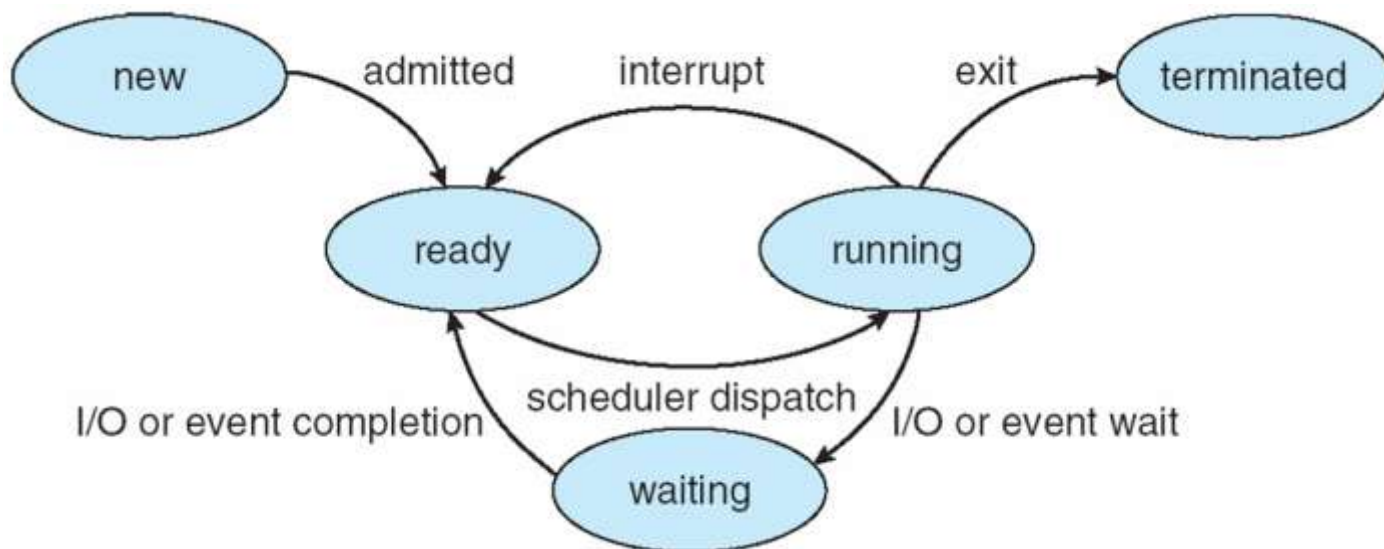 new
admitted
interrupt
exit
terminated
ready
running
scheduler dispatch
I/O or event completion
I/O or event wait
waiting